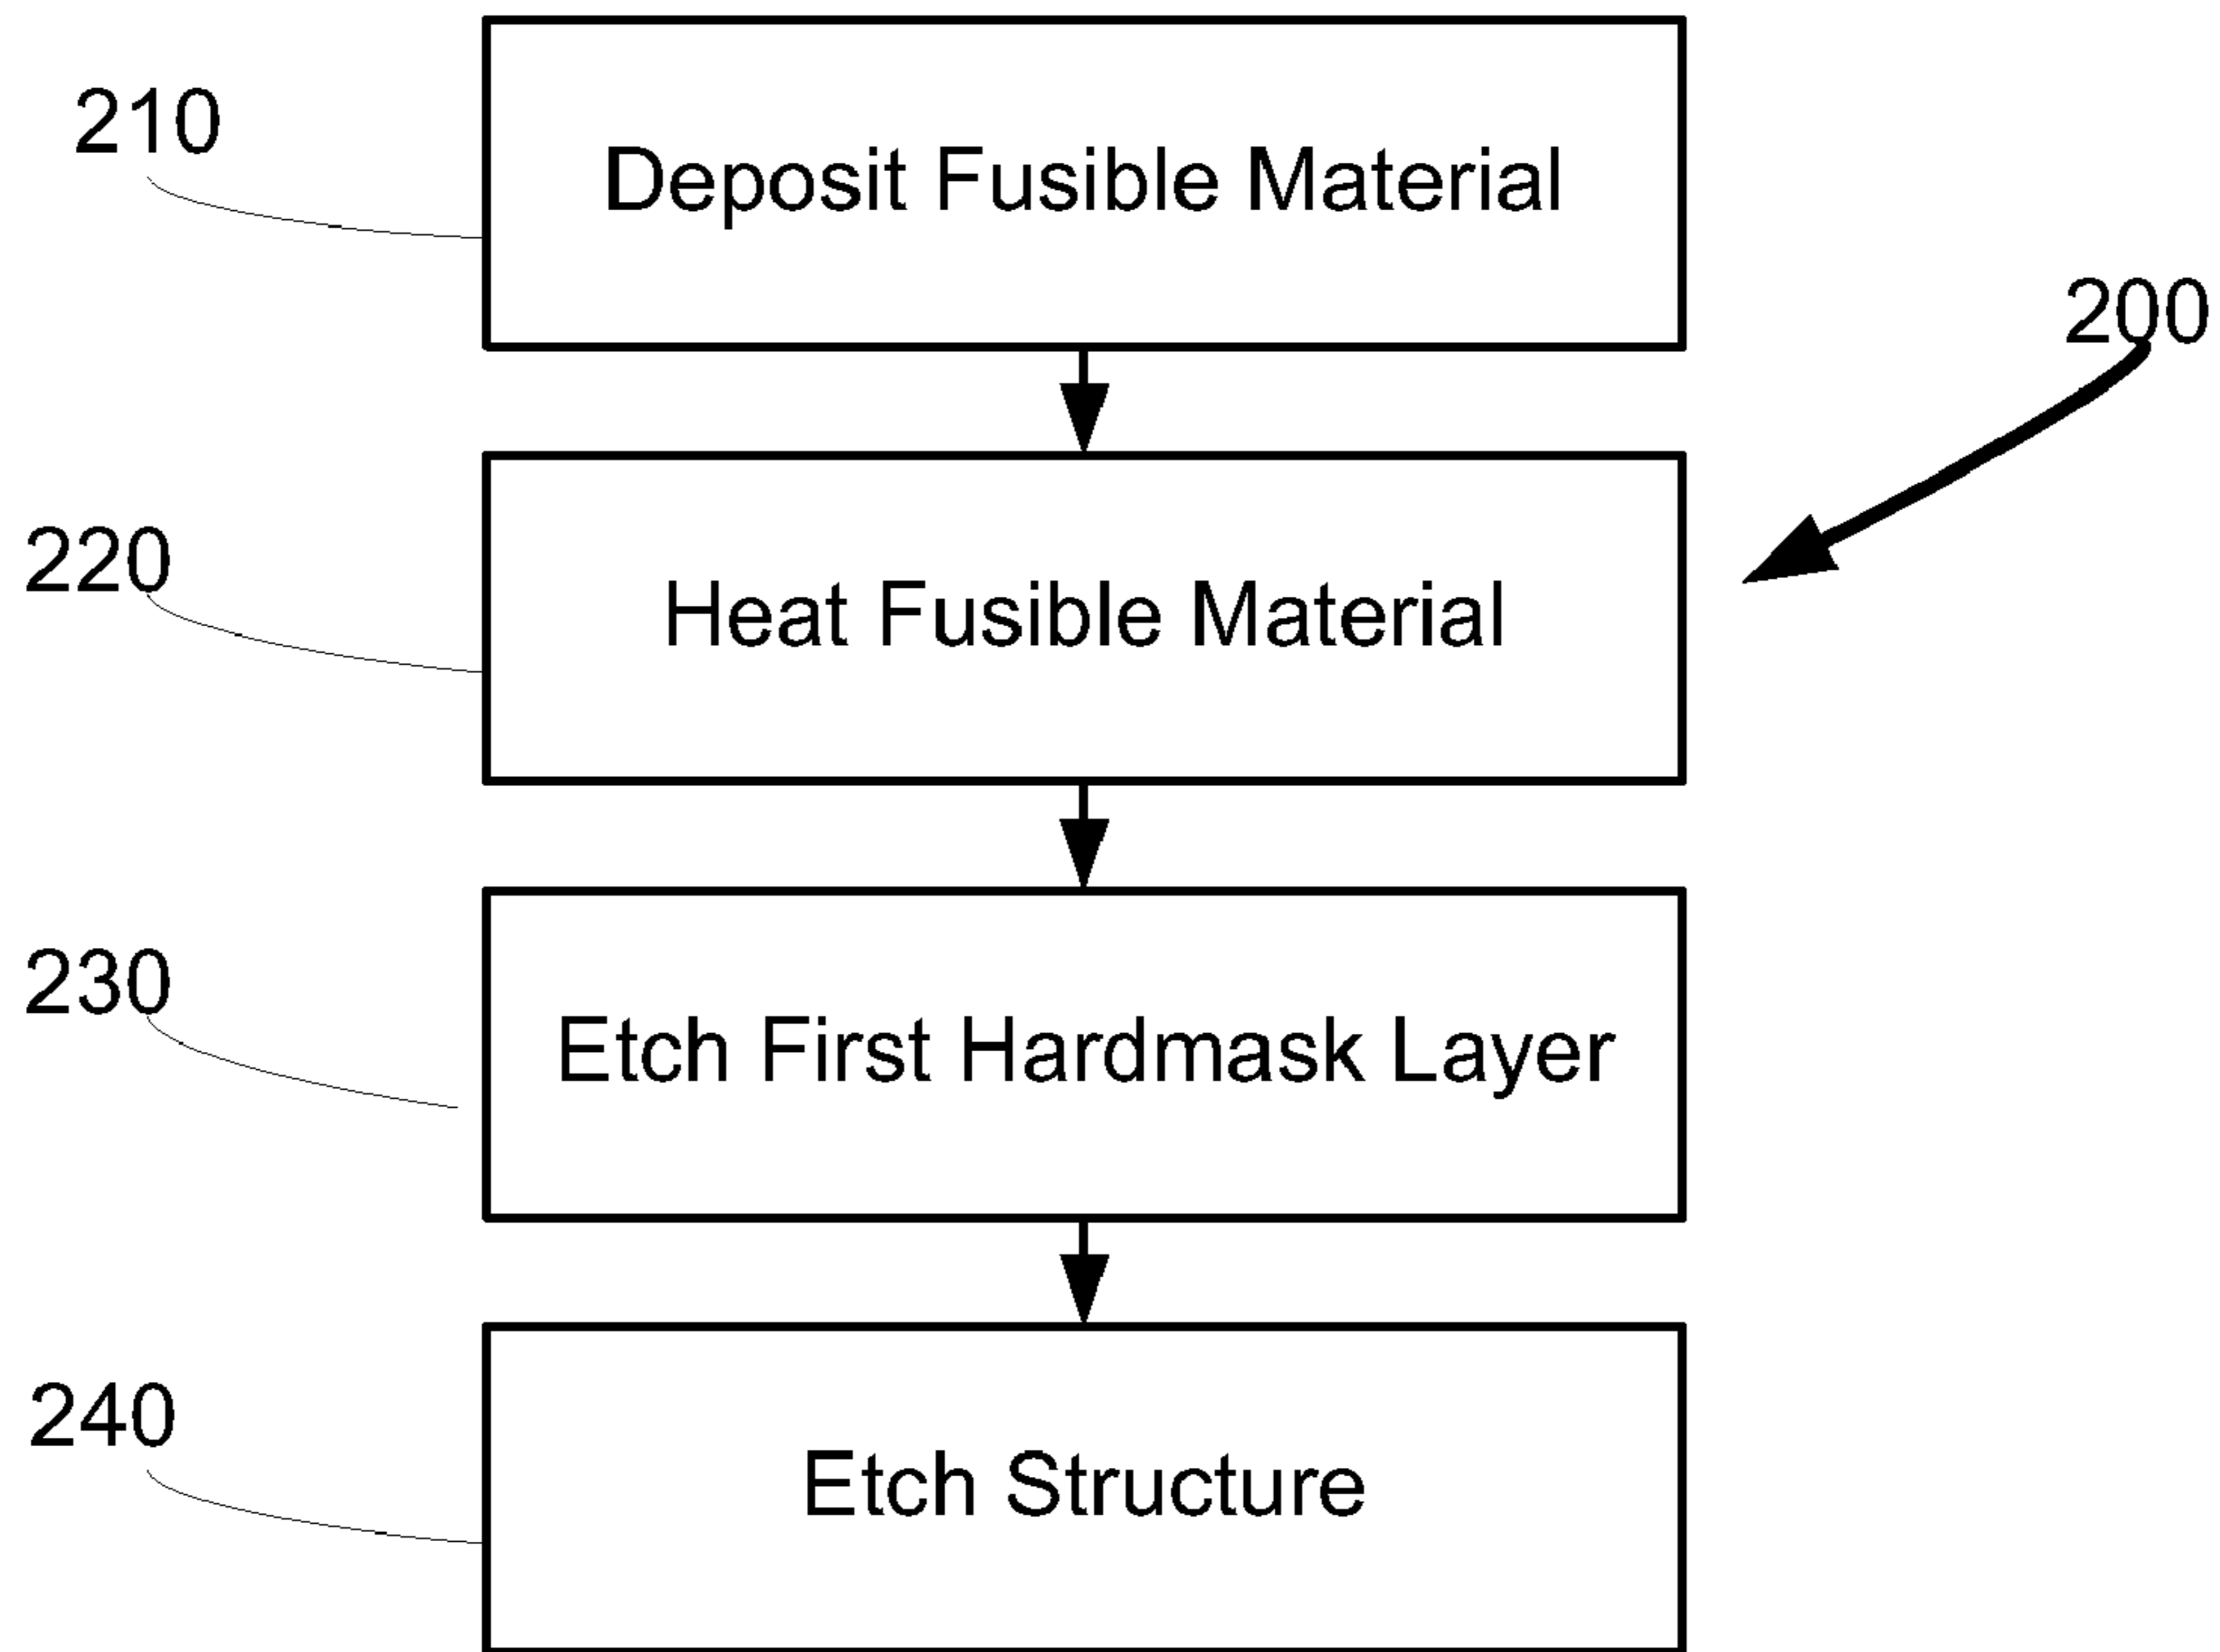 210
Deposit Fusible Material
200
220
Heat Fusible Material
230
Etch First Hardmask Layer
240
Etch Structure